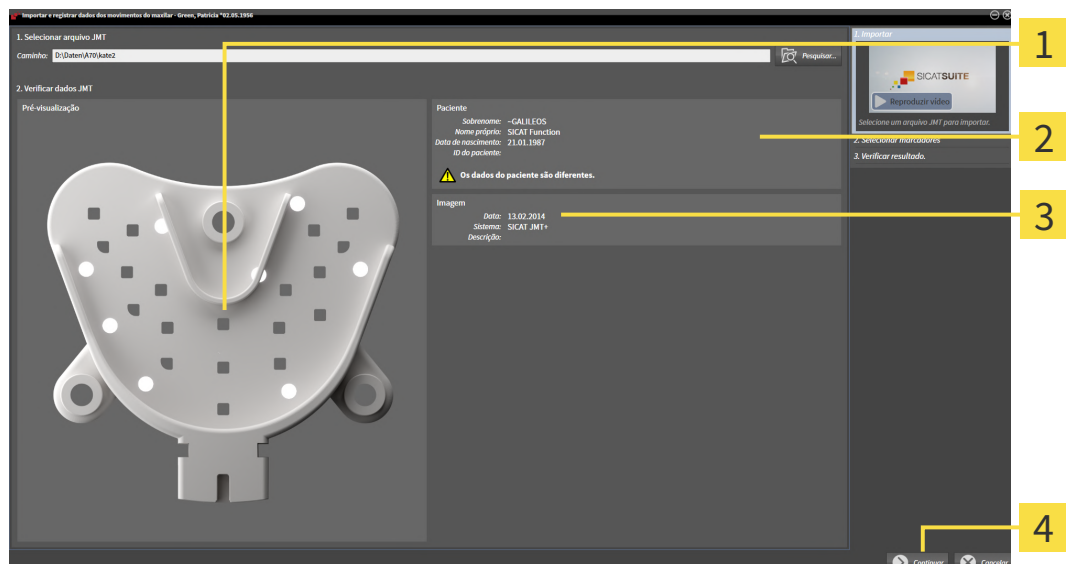 Importar e registrar dados dos movimentos do maxilar - Green, Patricia *02.05.1956
1. Selecionar arquivo JMT
Caminho: D:\Daten\A70\kate2
Pesquisar...
2. Verificar dados JMT
Pré-visualização
Paciente
Sobrenome: ~GALILEOS
Nome próprio: SICAT Function
Data de nascimento: 21.01.1987
ID do paciente:
Os dados do paciente são diferentes.
Imagem
Data: 13.02.2014
Sistema: SICAT JMT+
Descrição:
1. Importar
SICATSUITE
Reproduzir vídeo
Selecione um arquivo JMT para importar.
2. Selecionar marcadores
3. Verificar resultado.
Continuar
Cancelar
1
2
3
4